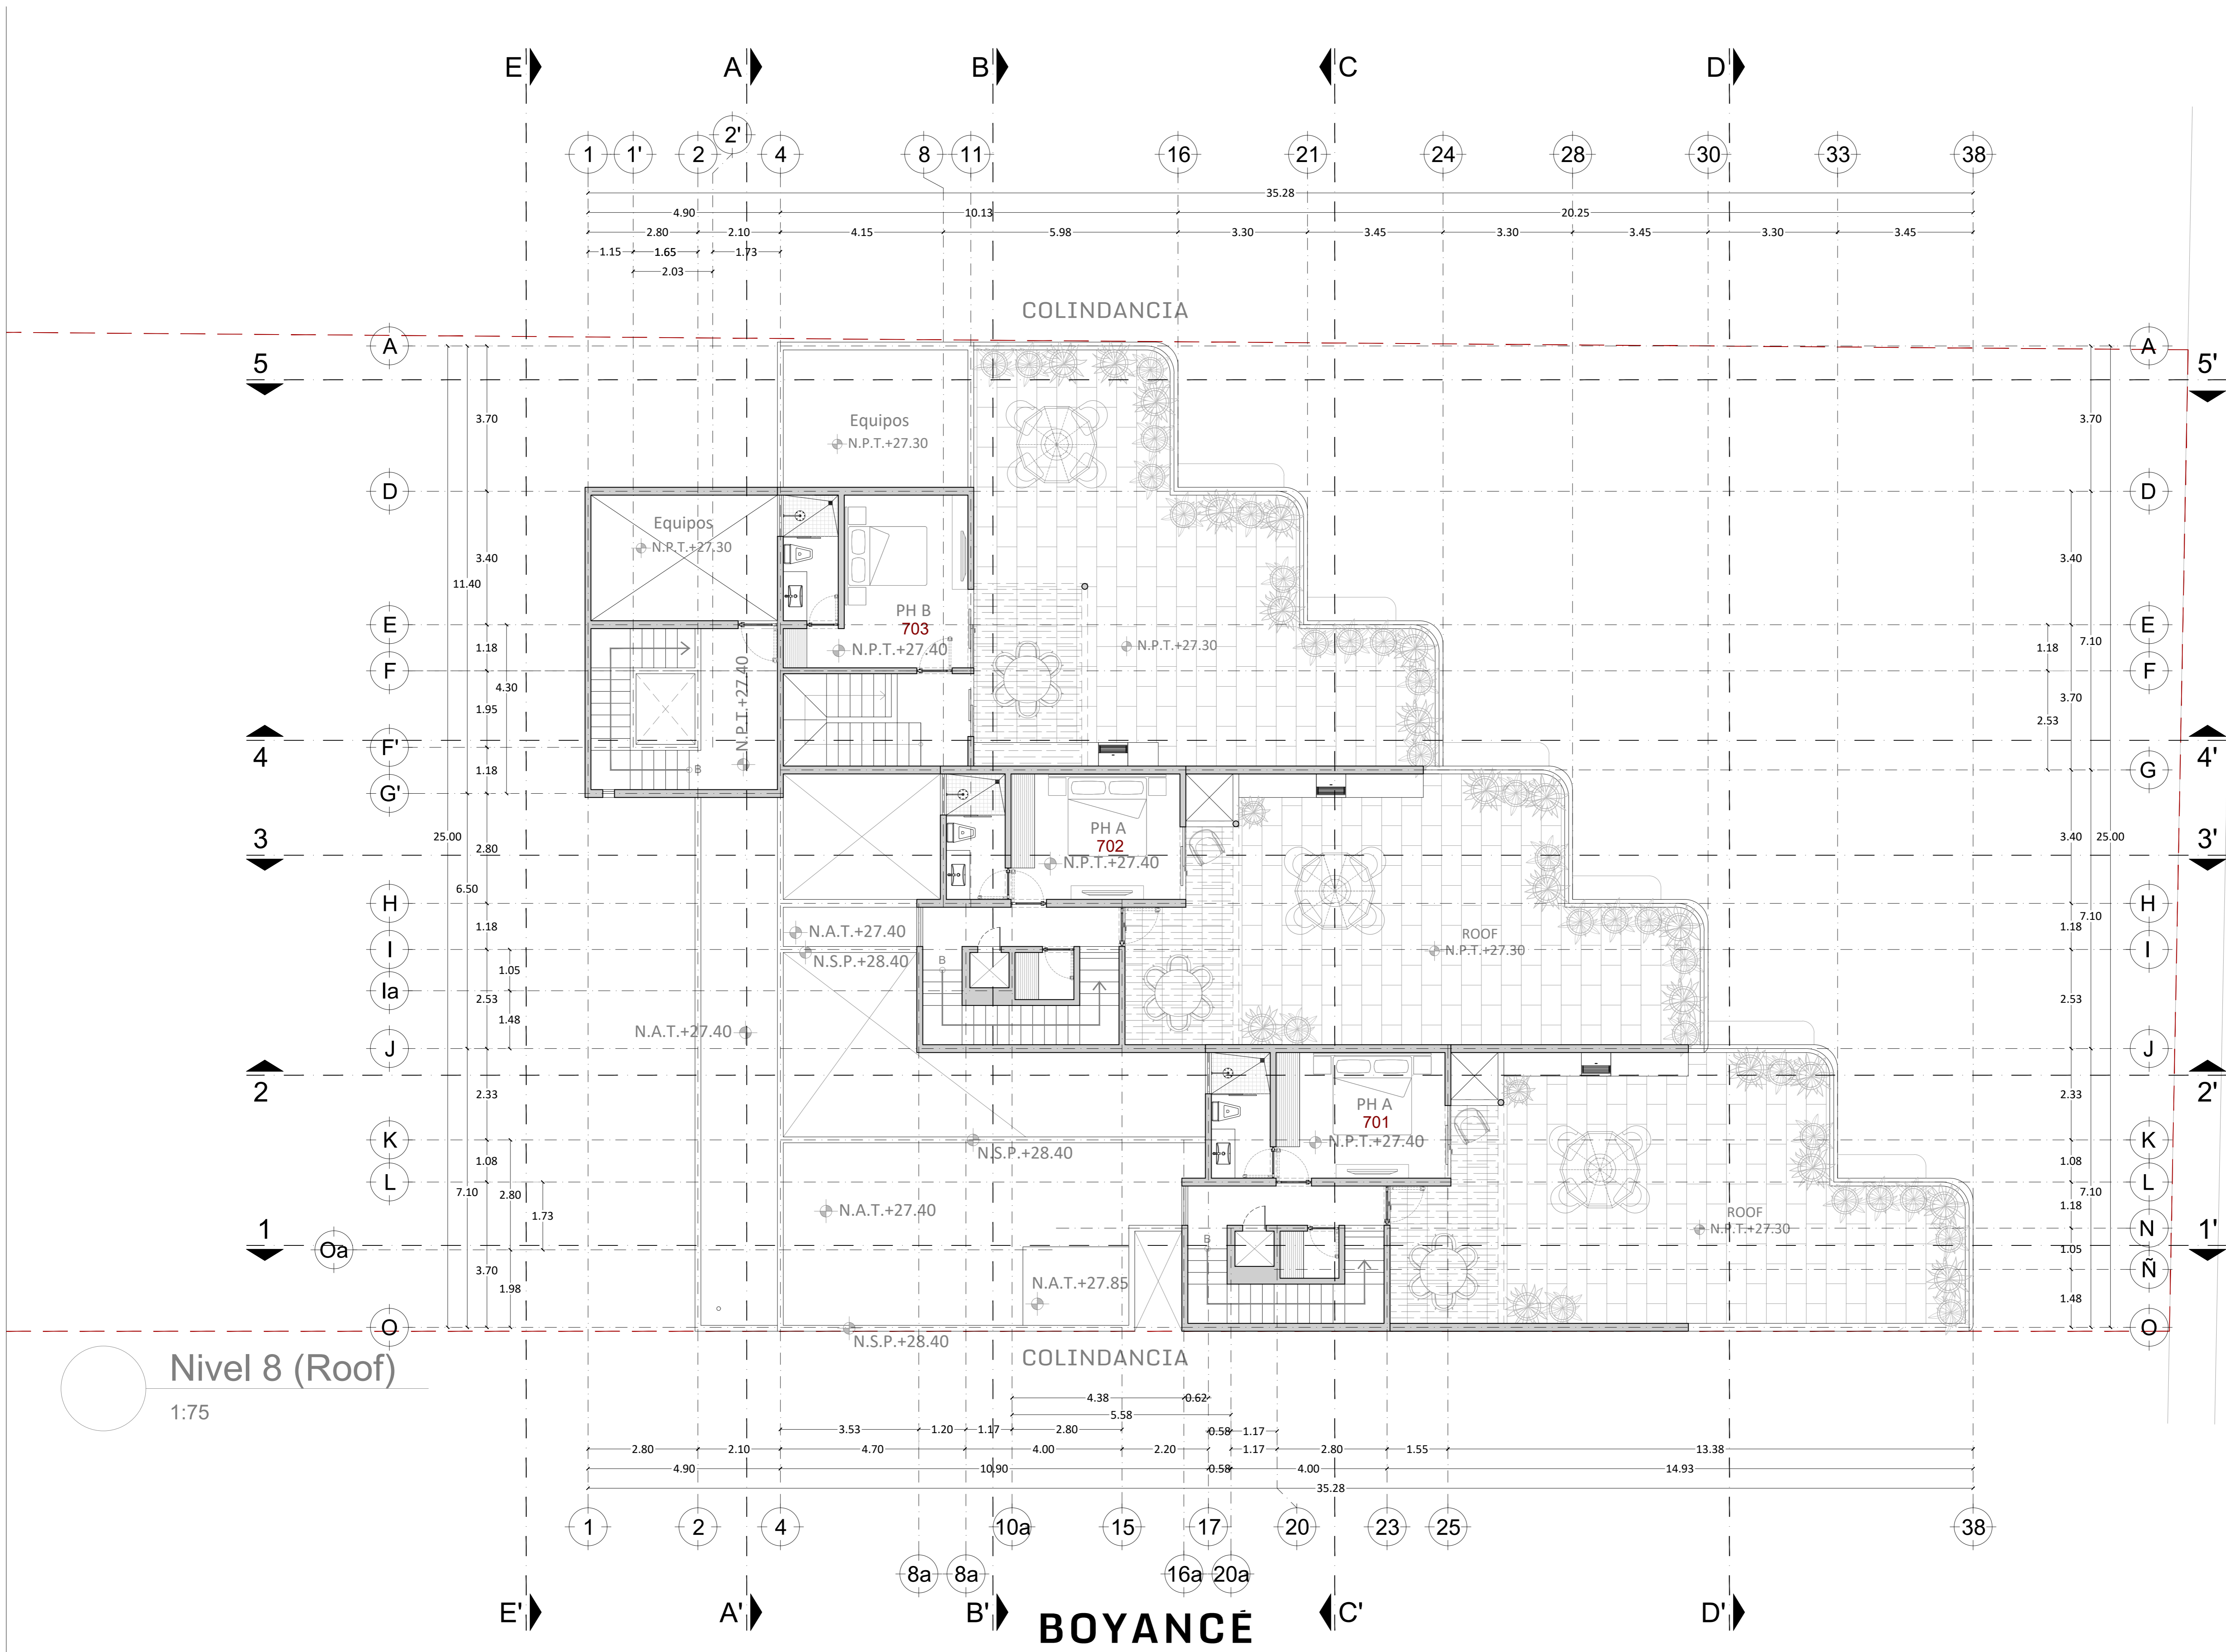 E A B C D
2'
1 1' 2 4 8 11 16 21 24 28 30 33 38
35.28
4.90 10.13 20.25
2.80 2.10 4.15 5.98 3.30 3.45 3.30 3.45 3.30 3.45
1.15 1.65 1.73
2.03
COLINDANCIA
A A
5 5'
3.70 3.70
Equipos
N.P.T.+27.30
D D
Equipos
N.P.T.+27.30
3.40 3.40
11.40
PH B
703
N.P.T.+27.40
N.P.T.+27.30
E E
1.18 1.18 7.10
F F
4.30
N.P.T.+27.40
1.95 3.70
2.53
F'
4 4'
1.18
B
G
G'
PH A
702
N.P.T.+27.40
25.00 2.80 3.40 25.00
3 3'
6.50
H H
7.10
1.18 1.18
N.A.T.+27.40
N.S.P.+28.40
ROOF
N.P.T.+27.30
I I
B
1.05
Ia
2.53 2.53
1.48
N.A.T.+27.40
J J
2 2'
2.33 2.33
PH A
701
N.P.T.+27.40
K K
N.S.P.+28.40
1.08 1.08
L L
7.10 2.80 7.10
1.73 1.18
N.A.T.+27.40
ROOF
N.P.T.+27.30
N
1 1'
B
Oa
1.05
Ñ
3.70
1.98 1.48
N.A.T.+27.85
O O
N.S.P.+28.40
COLINDANCIA
Nivel 8 (Roof)
1:75
4.38 0.62
5.58
3.53 1.20 1.17 2.80 0.58 1.17
2.80 2.10 4.70 4.00 2.20 1.17 2.80 1.55 13.38
4.90 10.90 0.58 4.00 14.93
35.28
1 2 4 10a 15 17 20 23 25 38
8a 8a 16a 20a
E' A' B' C' D'
BOYANCÉ